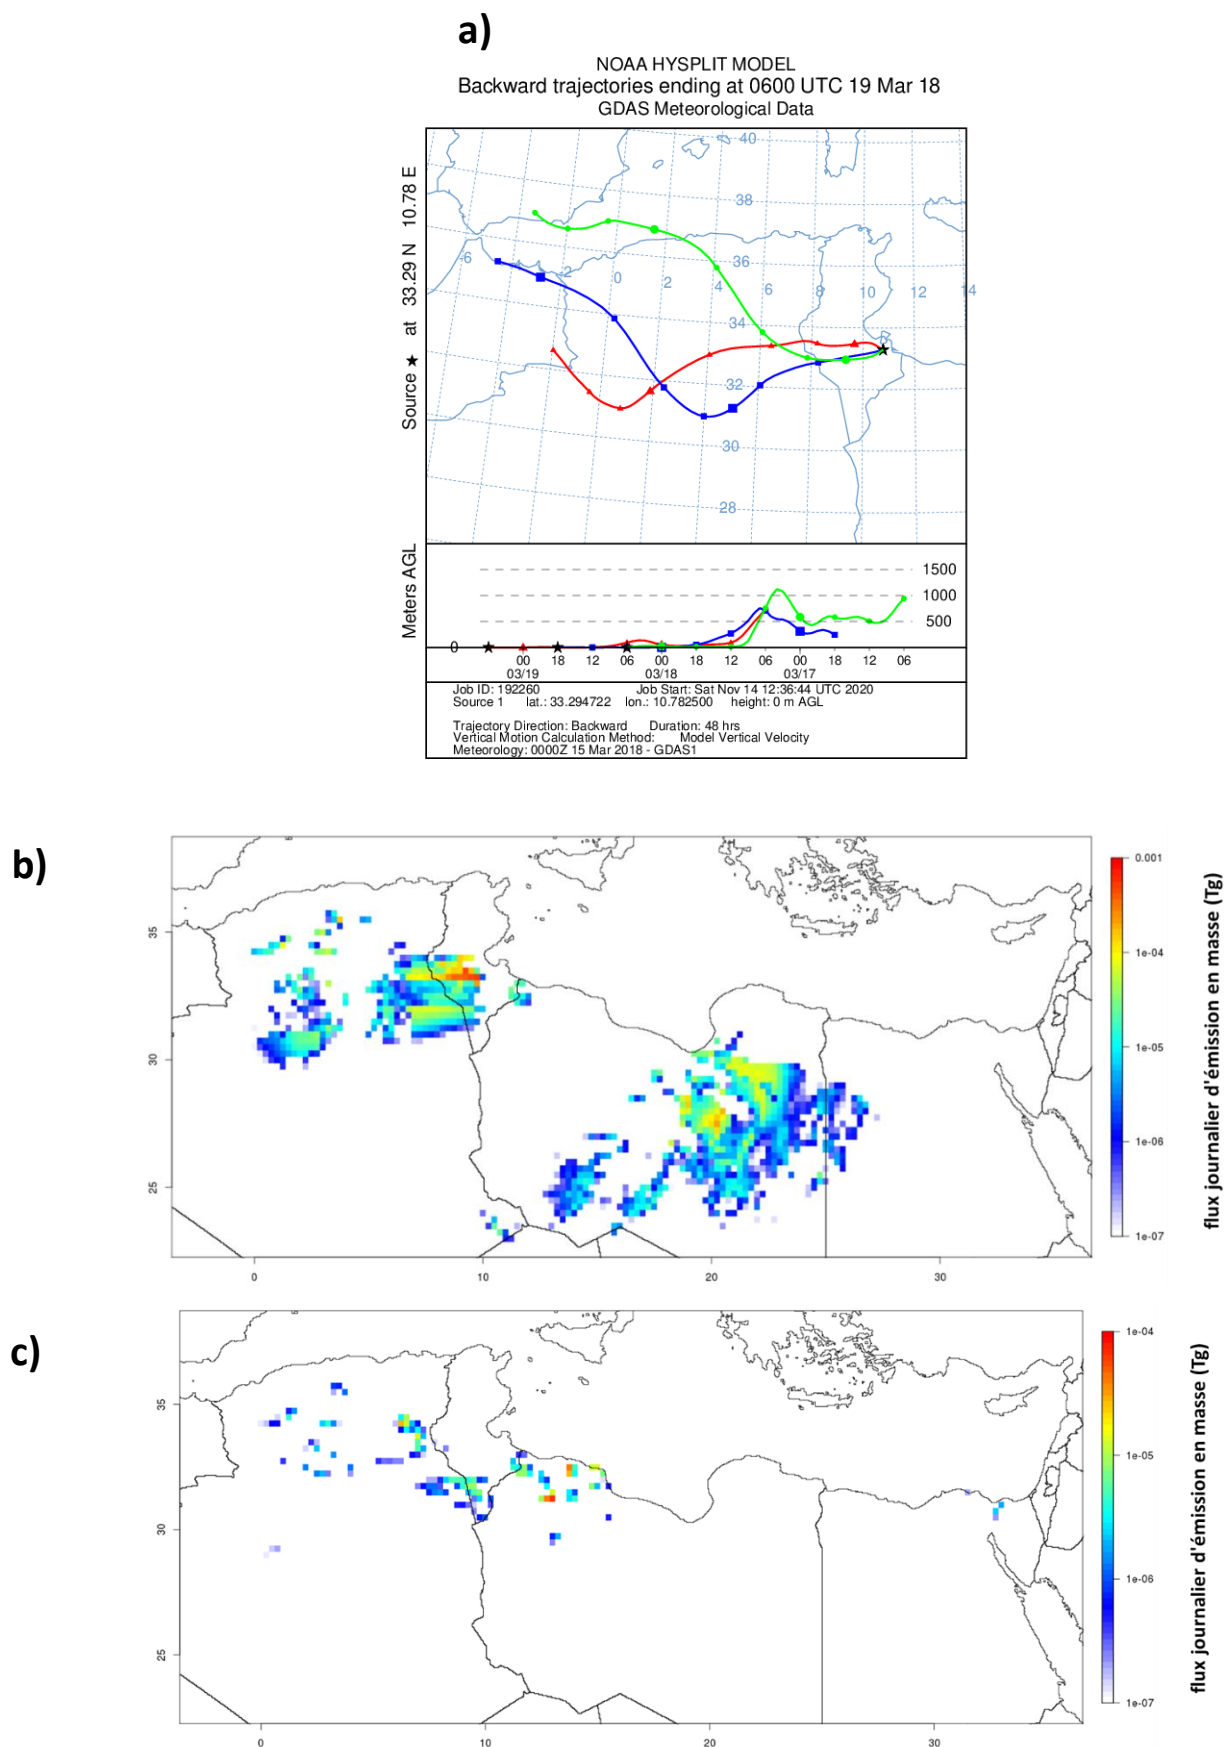 a)
NOAA HYSPLIT MODEL
Backward trajectories ending at 0600 UTC 19 Mar 18
GDAS Meteorological Data
Source ★ at 33.29 N 10.78 E
40
38
36
34
32
30
28
-6
-2
0
2
4
6
8
10
12
14
Meters AGL
1500
1000
500
0
00 18 12 06 00 18 12 06 00 18 12 06
03/19 03/18 03/17
Job ID: 192260 Job Start: Sat Nov 14 12:36:44 UTC 2020
Source 1 lat.: 33.294722 lon.: 10.782500 height: 0 m AGL
Trajectory Direction: Backward Duration: 48 hrs
Vertical Motion Calculation Method: Model Vertical Velocity
Meteorology: 0000Z 15 Mar 2018 - GDAS1
b)
35
30
25
0 10 20 30
0.001
1e-04
1e-05
1e-06
1e-07
flux journalier d'émission en masse (Tg)
c)
35
30
25
0 10 20 30
1e-04
1e-05
1e-06
1e-07
flux journalier d'émission en masse (Tg)